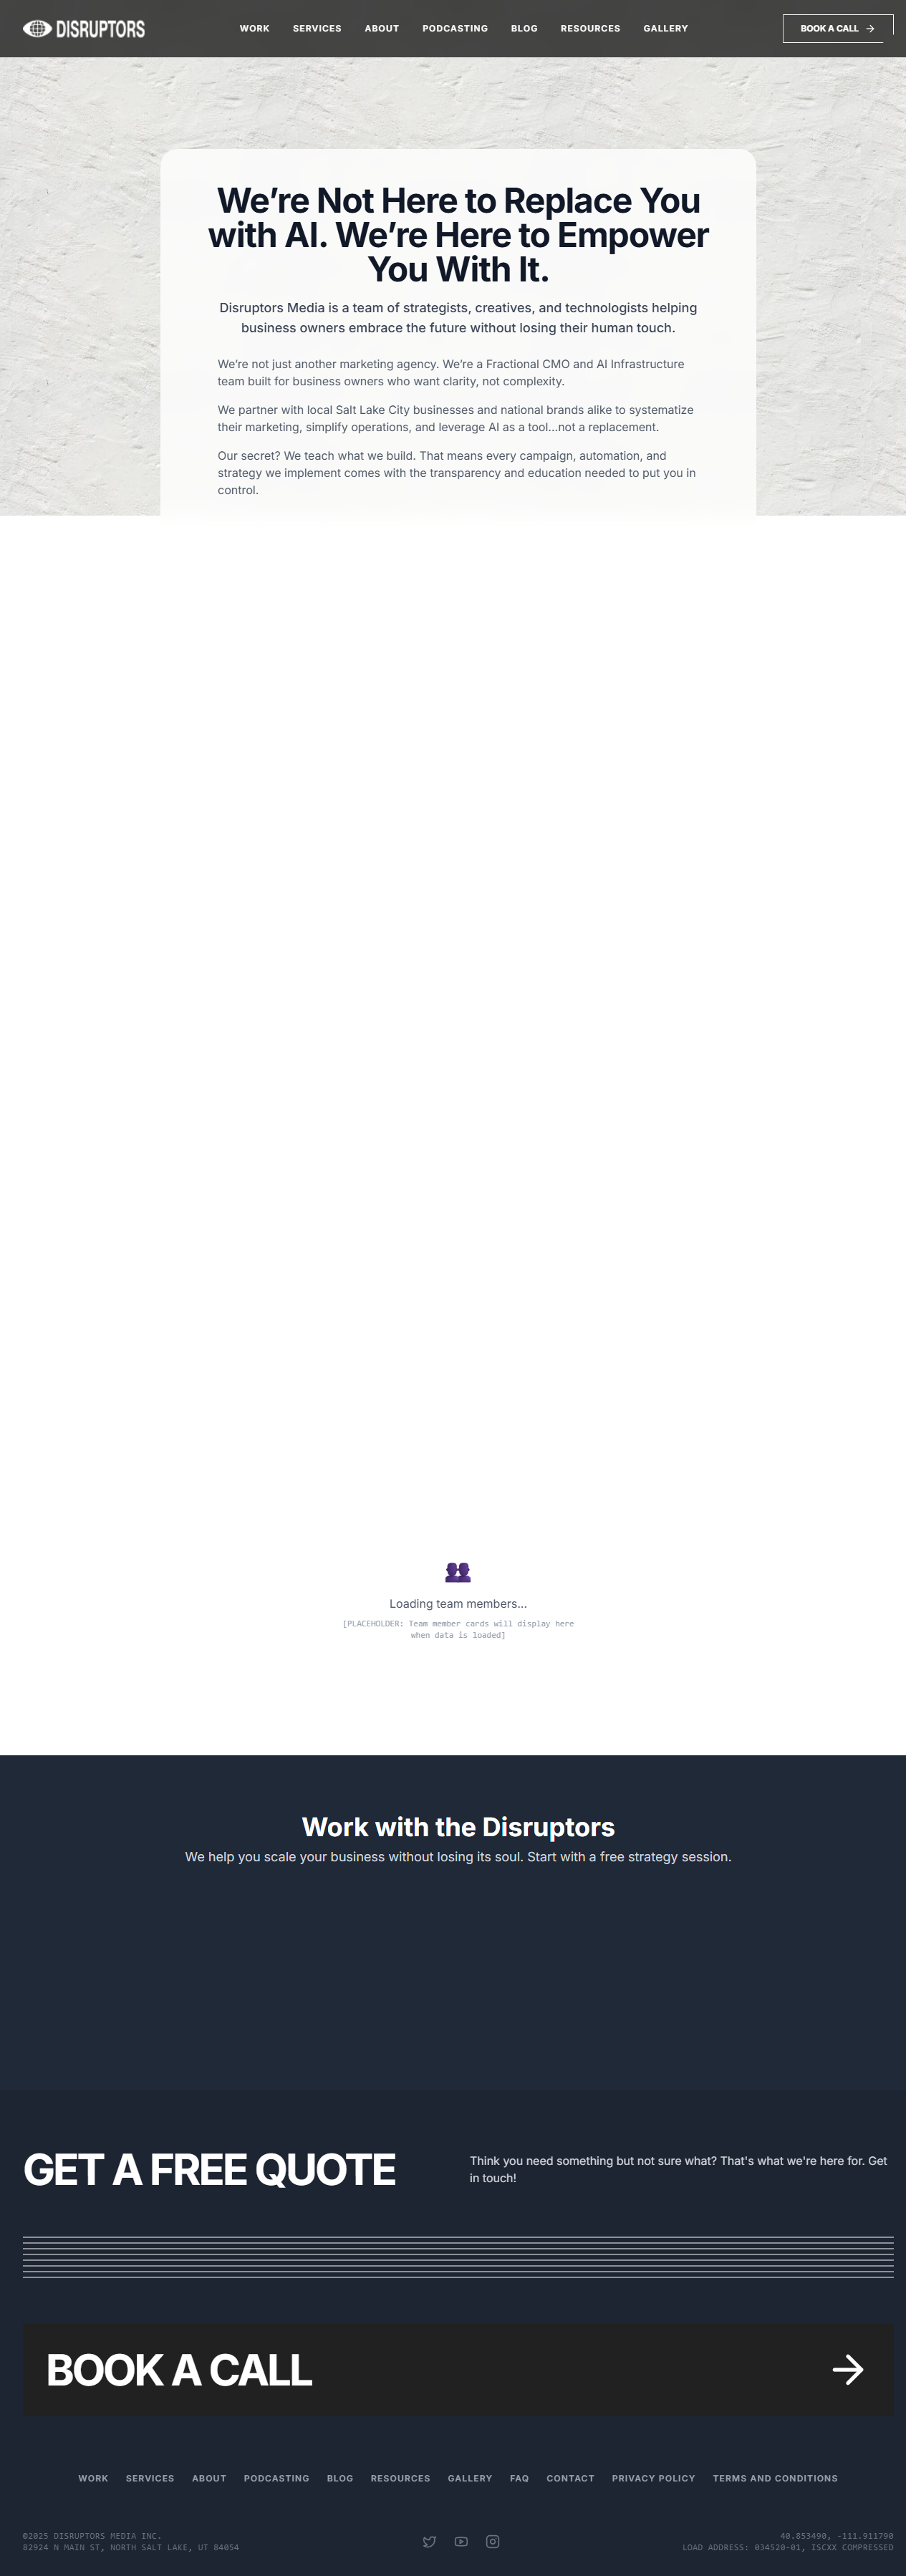 DISRUPTORS
WORK SERVICES ABOUT PODCASTING BLOG RESOURCES GALLERY
BOOK A CALL
We’re Not Here to Replace You
with AI. We’re Here to Empower
You With It.
Disruptors Media is a team of strategists, creatives, and technologists helping
business owners embrace the future without losing their human touch.
We’re not just another marketing agency. We’re a Fractional CMO and AI Infrastructure
team built for business owners who want clarity, not complexity.
We partner with local Salt Lake City businesses and national brands alike to systematize
their marketing, simplify operations, and leverage AI as a tool...not a replacement.
Our secret? We teach what we build. That means every campaign, automation, and
strategy we implement comes with the transparency and education needed to put you in
control.
Loading team members...
[PLACEHOLDER: Team member cards will display here
when data is loaded]
Work with the Disruptors
We help you scale your business without losing its soul. Start with a free strategy session.
GET A FREE QUOTE
Think you need something but not sure what? That's what we're here for. Get
in touch!
BOOK A CALL
WORK SERVICES ABOUT PODCASTING BLOG RESOURCES GALLERY FAQ CONTACT PRIVACY POLICY TERMS AND CONDITIONS
©2025 DISRUPTORS MEDIA INC.
82924 N MAIN ST, NORTH SALT LAKE, UT 84054
40.853490, -111.911790
LOAD ADDRESS: 034520-01, ISCXX COMPRESSED